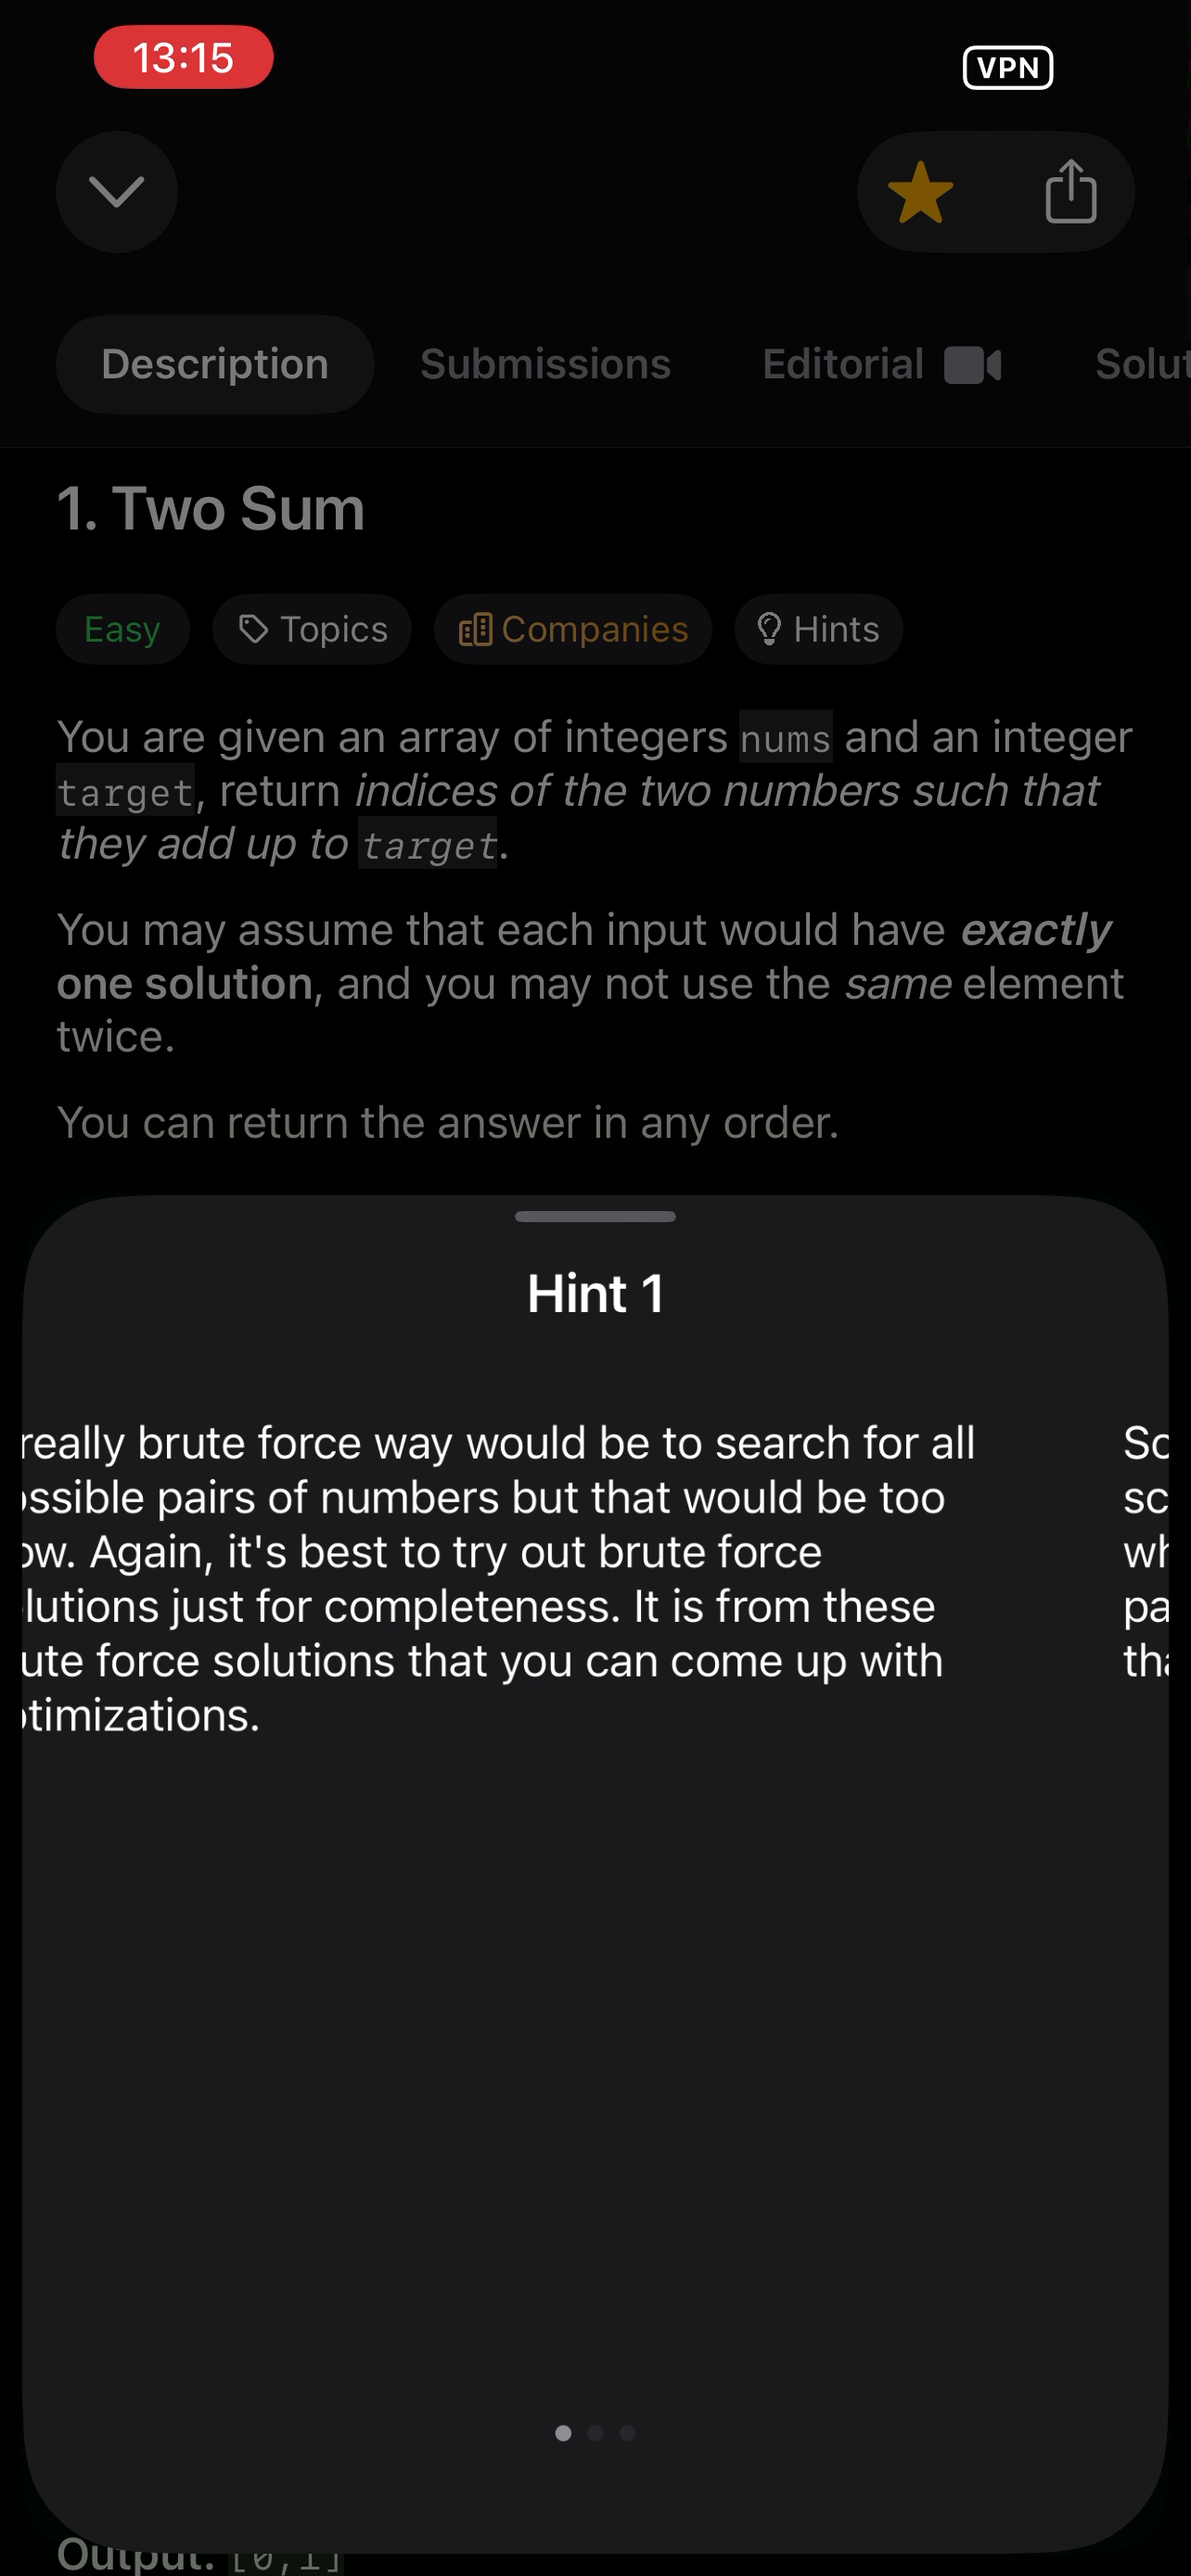 13:15
VPN
Description Submissions Editorial
1. Two Sum
Easy Topics Companies Hints
You are given an array of integers nums and an integer
target, return indices of the two numbers such that
they add up to target.
You may assume that each input would have exactly
one solution, and you may not use the same element
twice.
You can return the answer in any order.
Hint 1
really brute force way would be to search for all
pairs of numbers but that would be too
Again, it's best to try out brute force
just for completeness. It is from these
force solutions that you can come up with
Output: [0,1]